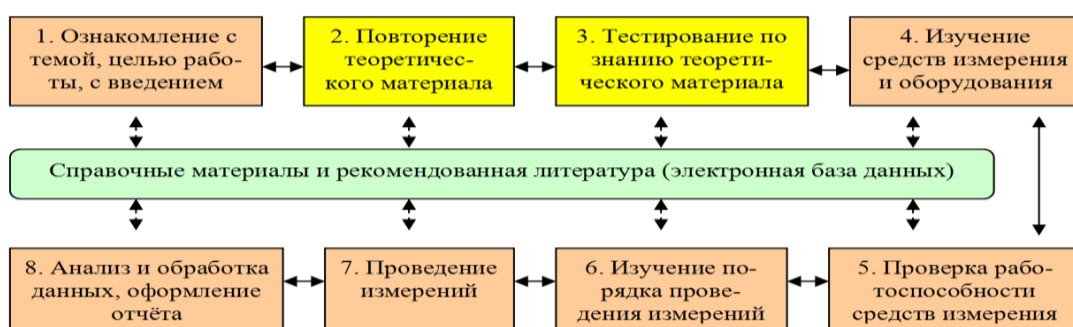 1. Ознакомление с
темой, целью рабо-
ты, с введением
2. Повторение
теоретичес-
кого материала
3. Тестирование по
знанию теорети-
ческого материала
4. Изучение
средств измерения
и оборудования
Справочные материалы и рекомендованная литература (электронная база данных)
8. Анализ и обработка
данных, оформление
отчёта
7. Проведение
измерений
6. Изучение по-
рядка прове-
дения измерений
5. Проверка рабо-
тоспособности
средств измерения